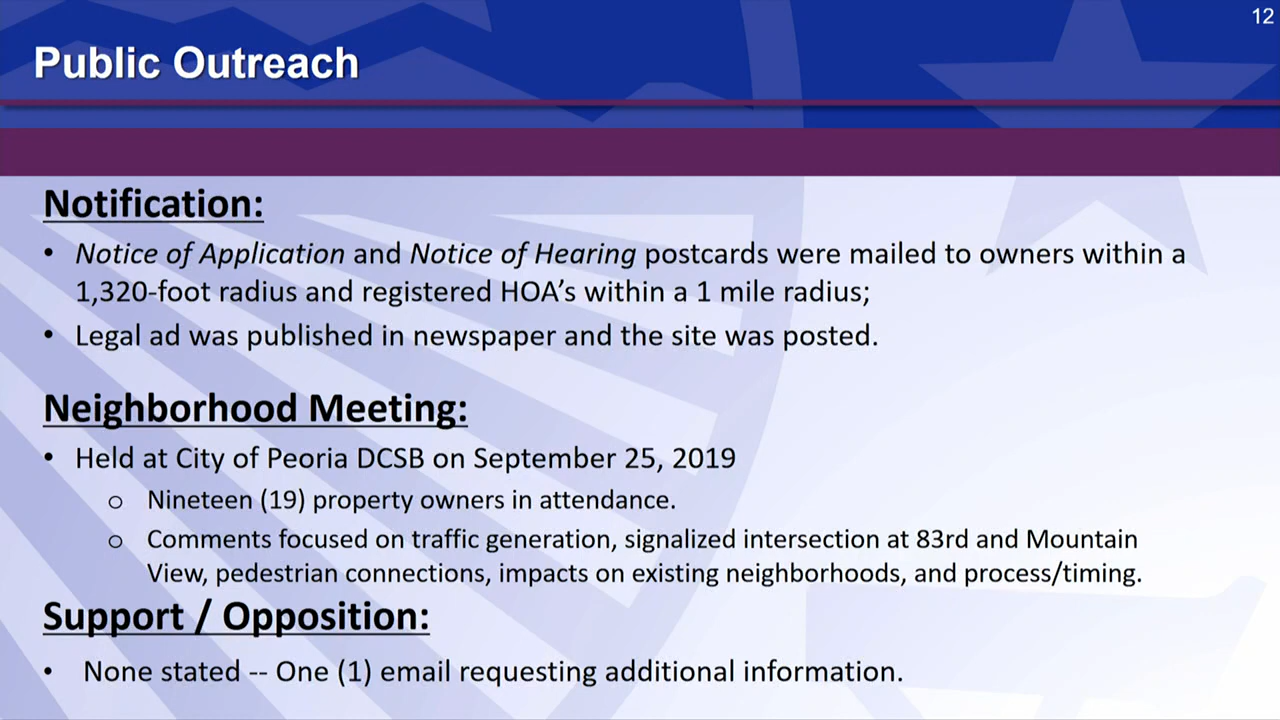 12
Public Outreach
Notification:
• Notice of Application and Notice of Hearing postcards were mailed to owners within a
1,320-foot radius and registered HOA’s within a 1 mile radius;
• Legal ad was published in newspaper and the site was posted.
Neighborhood Meeting:
• Held at City of Peoria DCSB on September 25, 2019
o Nineteen (19) property owners in attendance.
o Comments focused on traffic generation, signalized intersection at 83rd and Mountain
View, pedestrian connections, impacts on existing neighborhoods, and process/timing.
Support / Opposition:
• None stated -- One (1) email requesting additional information.